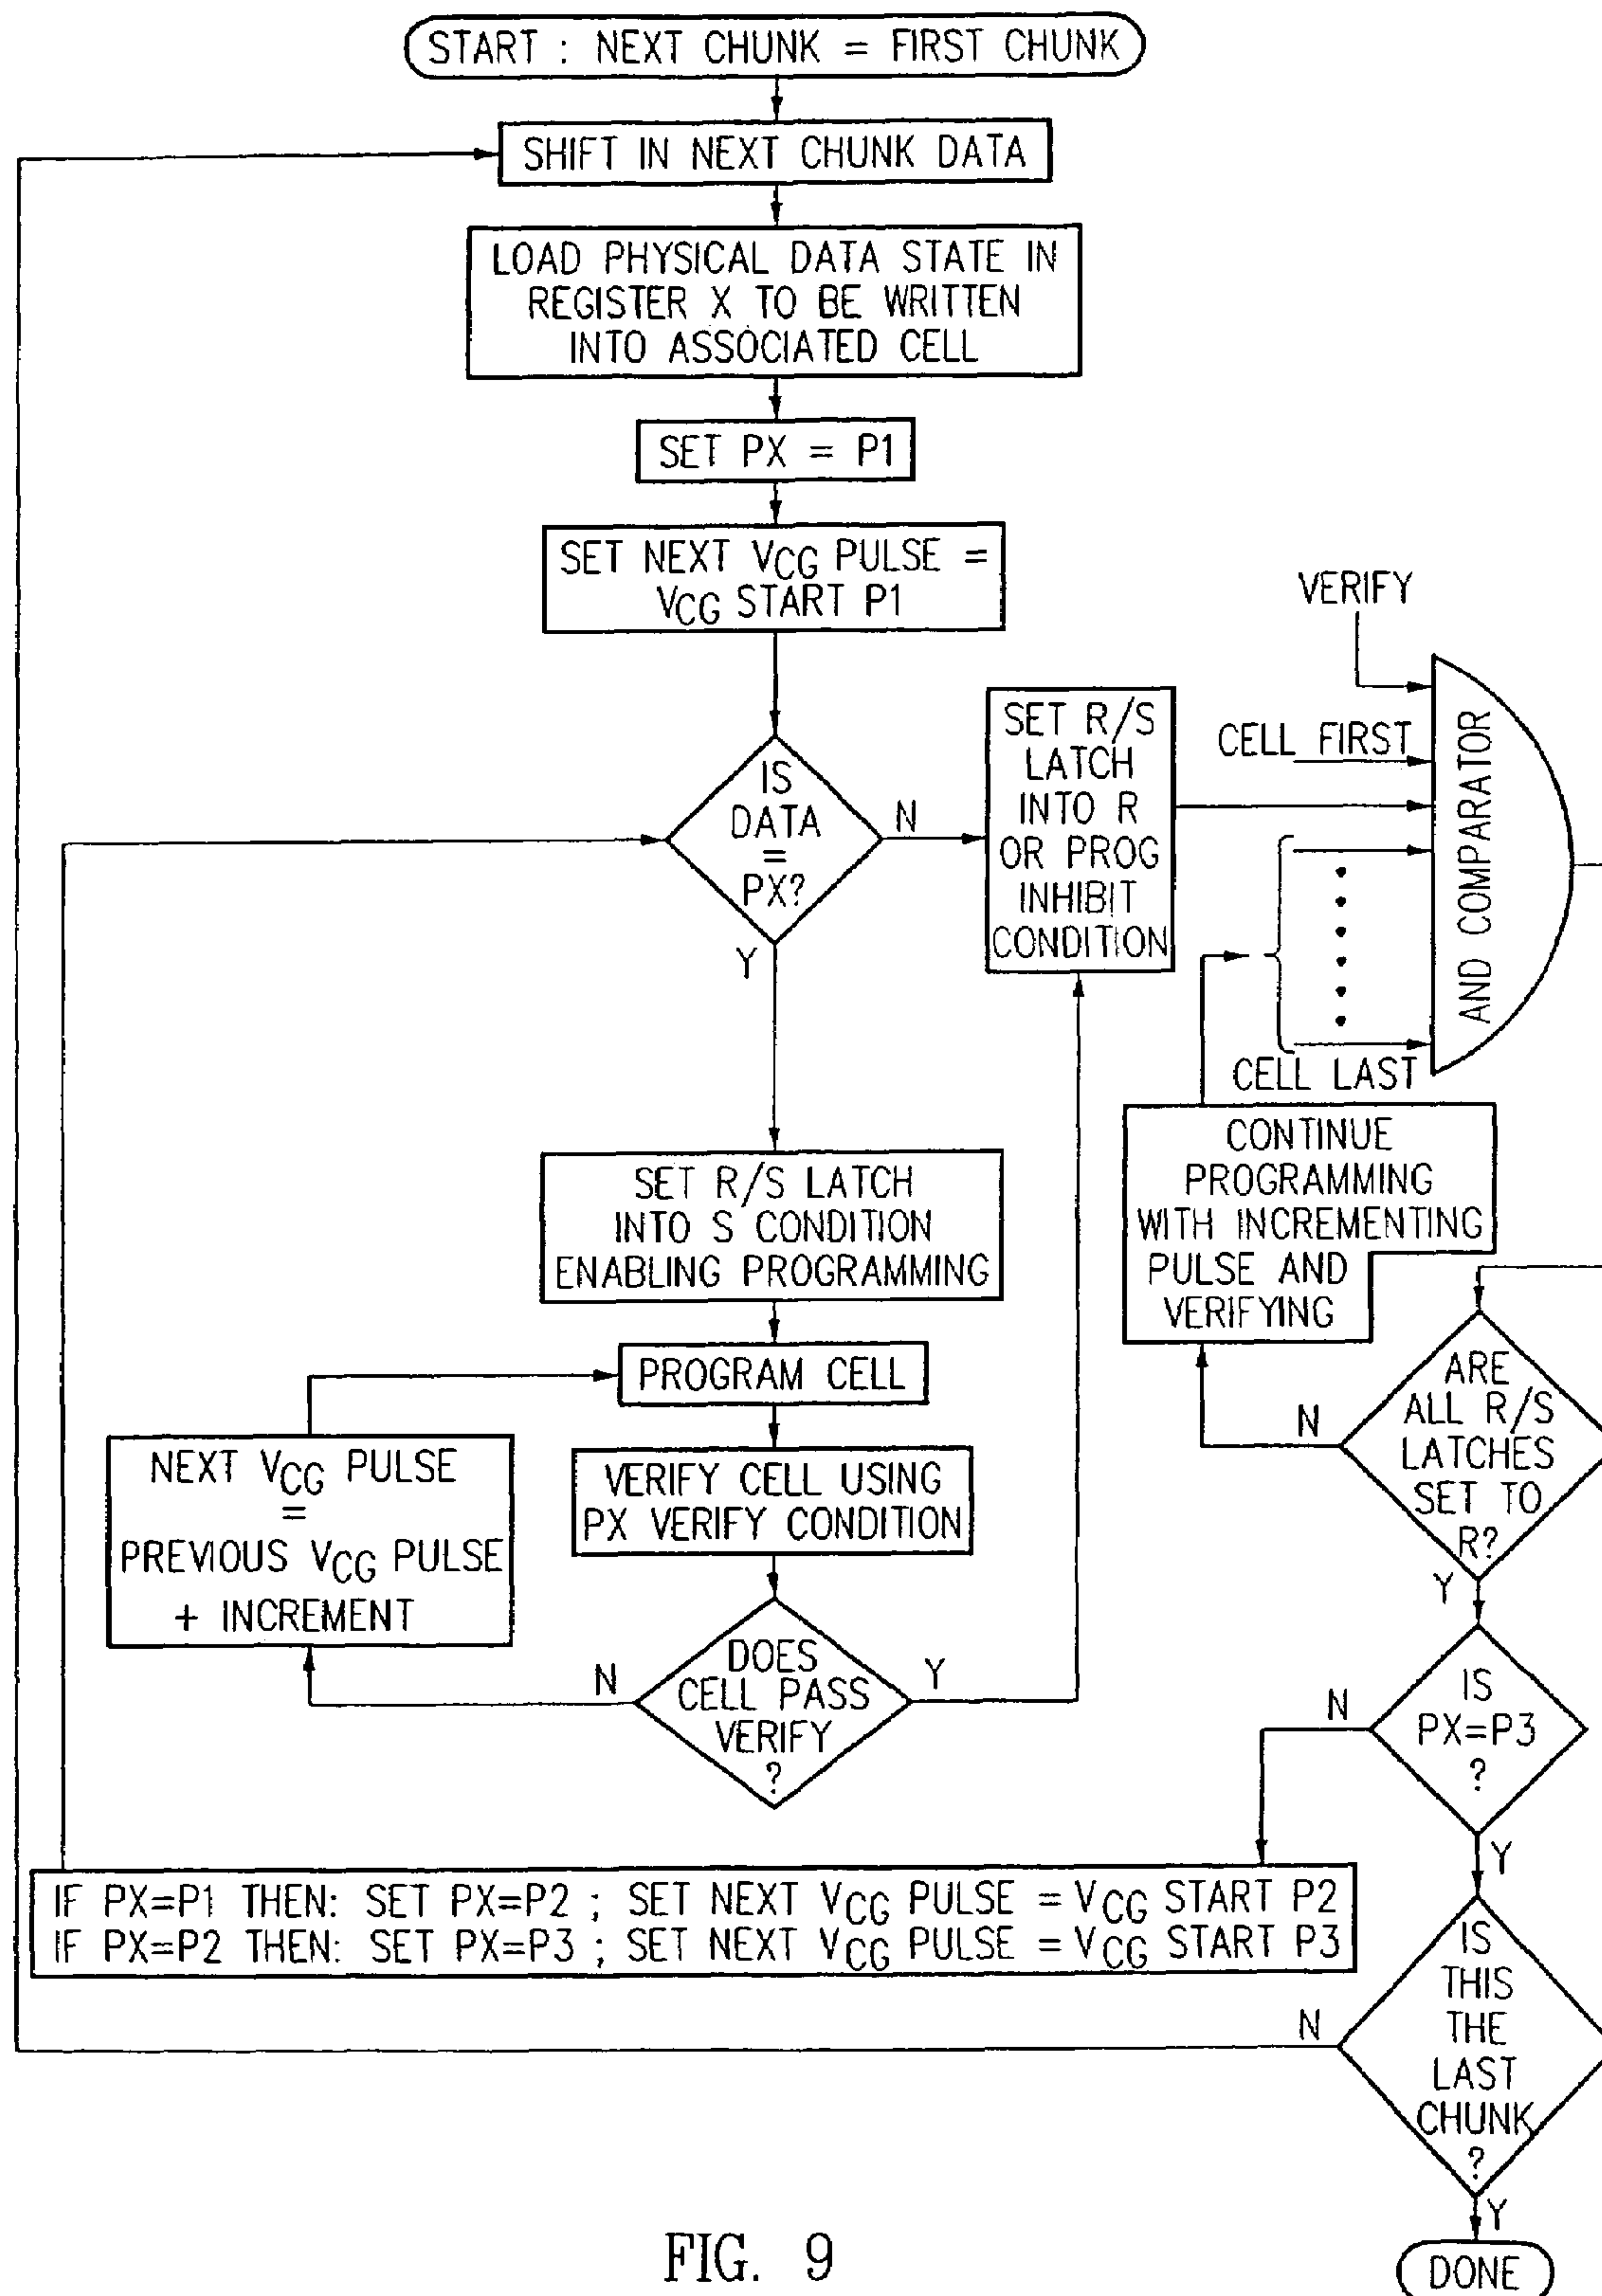 START : NEXT CHUNK = FIRST CHUNK
SHIFT IN NEXT CHUNK DATA
LOAD PHYSICAL DATA STATE IN
REGISTER X TO BE WRITTEN
INTO ASSOCIATED CELL
SET PX = P1
SET NEXT VCG PULSE =
VCG START P1
IS
DATA
=
PX?
N
Y
SET R/S
LATCH
INTO R
OR PROG
INHIBIT
CONDITION
VERIFY
CELL FIRST
CELL LAST
AND COMPARATOR
CONTINUE
PROGRAMMING
WITH INCREMENTING
PULSE AND
VERIFYING
SET R/S LATCH
INTO S CONDITION
ENABLING PROGRAMMING
PROGRAM CELL
VERIFY CELL USING
PX VERIFY CONDITION
NEXT VCG PULSE
=
PREVIOUS VCG PULSE
+ INCREMENT
DOES
CELL PASS
VERIFY
?
N
Y
ARE
ALL R/S
LATCHES
SET TO
R?
N
Y
IS
PX=P3
?
N
Y
IF PX=P1 THEN: SET PX=P2 ; SET NEXT VCG PULSE = VCG START P2
IF PX=P2 THEN: SET PX=P3 ; SET NEXT VCG PULSE = VCG START P3
IS
THIS
THE
LAST
CHUNK
?
N
Y
DONE
FIG. 9